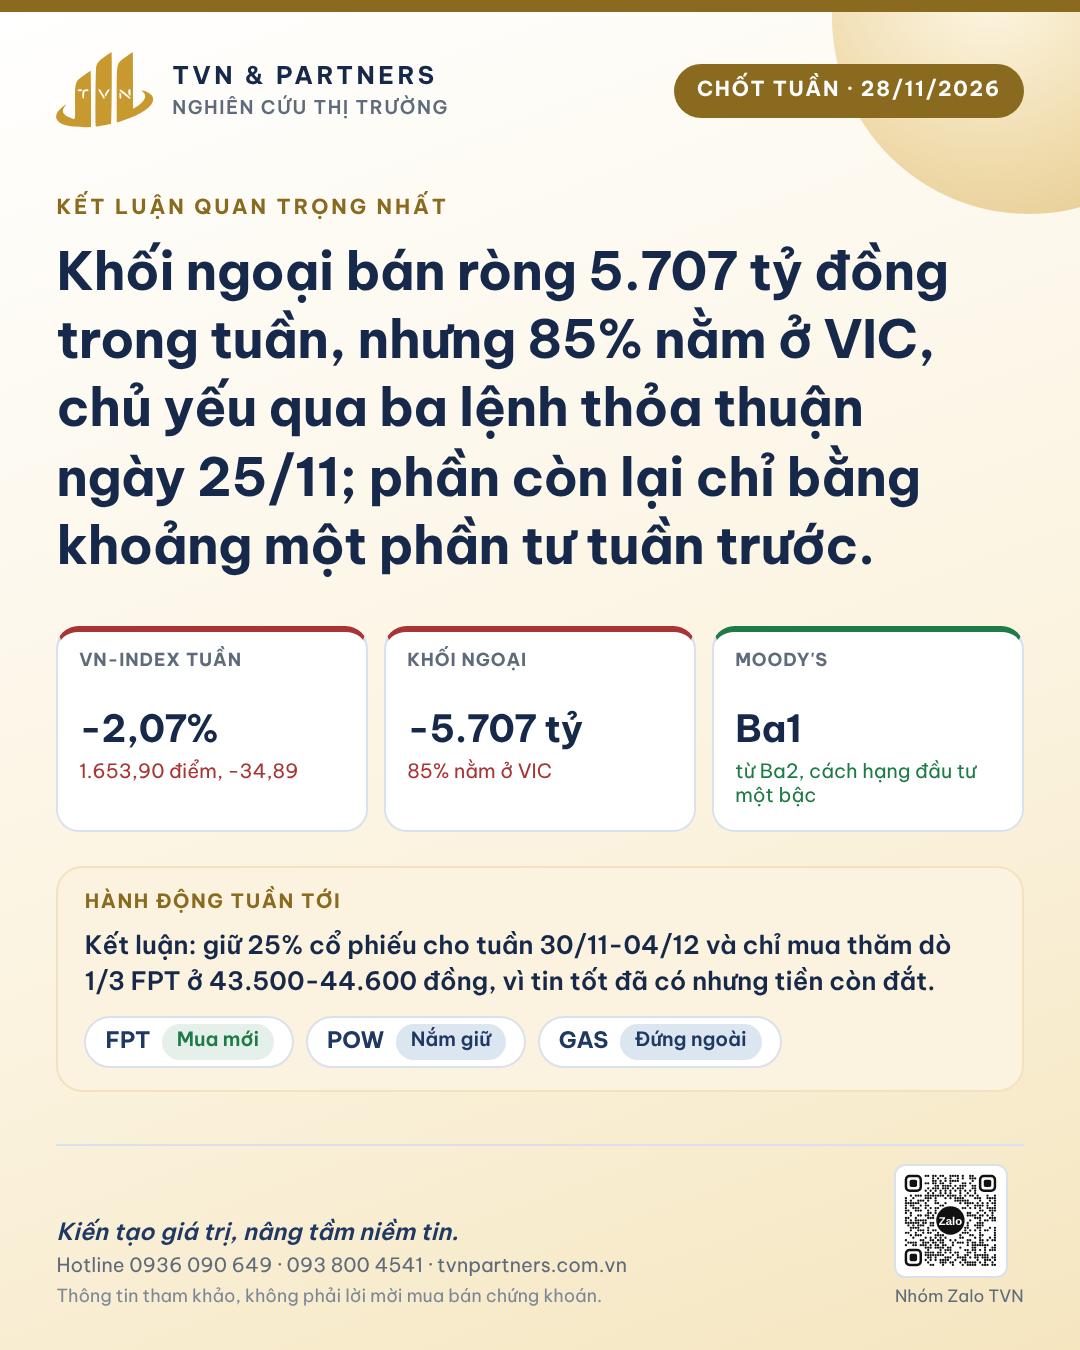 TVN
TVN & PARTNERS
NGHIÊN CỨU THỊ TRƯỜNG
CHỐT TUẦN · 28/11/2026
KẾT LUẬN QUAN TRỌNG NHẤT
Khối ngoại bán ròng 5.707 tỷ đồng
trong tuần, nhưng 85% nằm ở VIC,
chủ yếu qua ba lệnh thỏa thuận
ngày 25/11; phần còn lại chỉ bằng
khoảng một phần tư tuần trước.
VN-INDEX TUẦN
-2,07%
1.653,90 điểm, -34,89
KHỐI NGOẠI
-5.707 tỷ
85% nằm ở VIC
MOODY'S
Ba1
từ Ba2, cách hạng đầu tư
một bậc
HÀNH ĐỘNG TUẦN TỚI
Kết luận: giữ 25% cổ phiếu cho tuần 30/11-04/12 và chỉ mua thăm dò
1/3 FPT ở 43.500-44.600 đồng, vì tin tốt đã có nhưng tiền còn đắt.
FPT Mua mới
POW Nắm giữ
GAS Đứng ngoài
Kiến tạo giá trị, nâng tầm niềm tin.
Hotline 0936 090 649 · 093 800 4541 · tvnpartners.com.vn
Thông tin tham khảo, không phải lời mời mua bán chứng khoán.
Zalo
Nhóm Zalo TVN